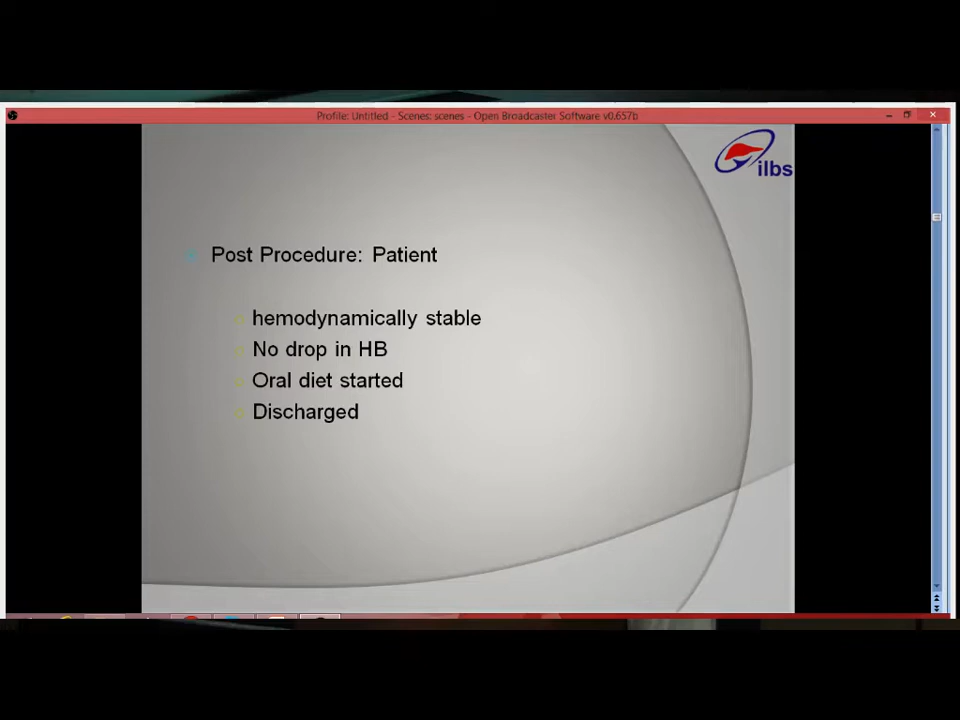 Profile: Untitled - Scenes: scenes - Open Broadcaster Software v0.657b
ilbs
Post Procedure: Patient
hemodynamically stable
No drop in HB
Oral diet started
Discharged